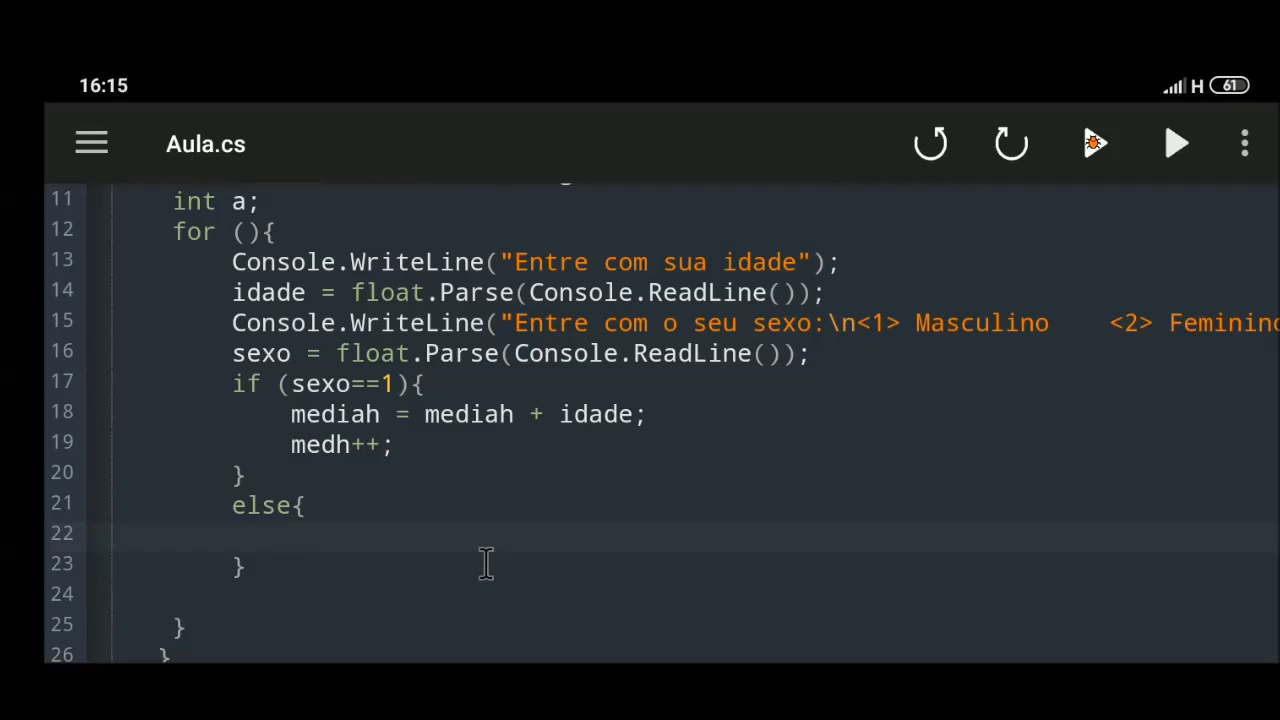 16:15 H 61
Aula.cs
11 int a;
12 for (){
13 Console.WriteLine("Entre com sua idade");
14 idade = float.Parse(Console.ReadLine());
15 Console.WriteLine("Entre com o seu sexo:\n<1> Masculino    <2> Feminino
16 sexo = float.Parse(Console.ReadLine());
17 if (sexo==1){
18 mediah = mediah + idade;
19 medh++;
20 }
21 else{
22
23 }
24
25 }
26 }